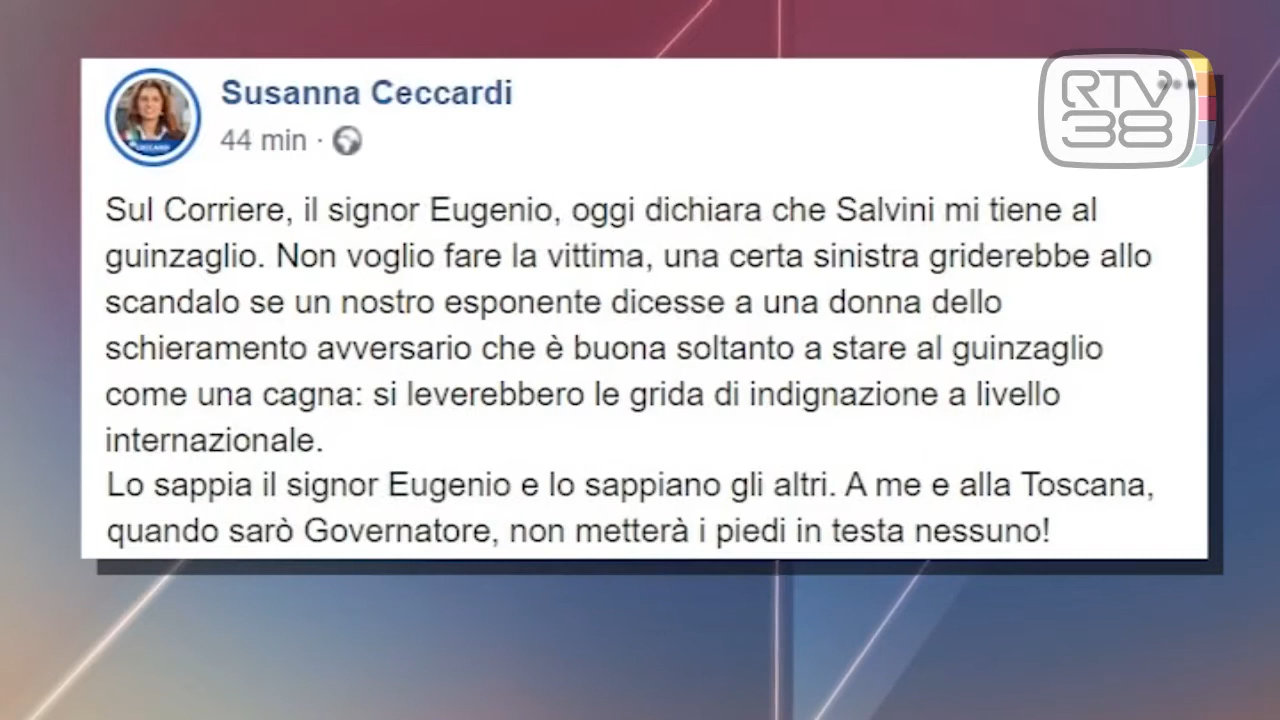 Susanna Ceccardi
44 min ·
RTV
38
Sul Corriere, il signor Eugenio, oggi dichiara che Salvini mi tiene al
guinzaglio. Non voglio fare la vittima, una certa sinistra griderebbe allo
scandalo se un nostro esponente dicesse a una donna dello
schieramento avversario che è buona soltanto a stare al guinzaglio
come una cagna: si leverebbero le grida di indignazione a livello
internazionale.
Lo sappia il signor Eugenio e lo sappiano gli altri. A me e alla Toscana,
quando sarò Governatore, non metterà i piedi in testa nessuno!